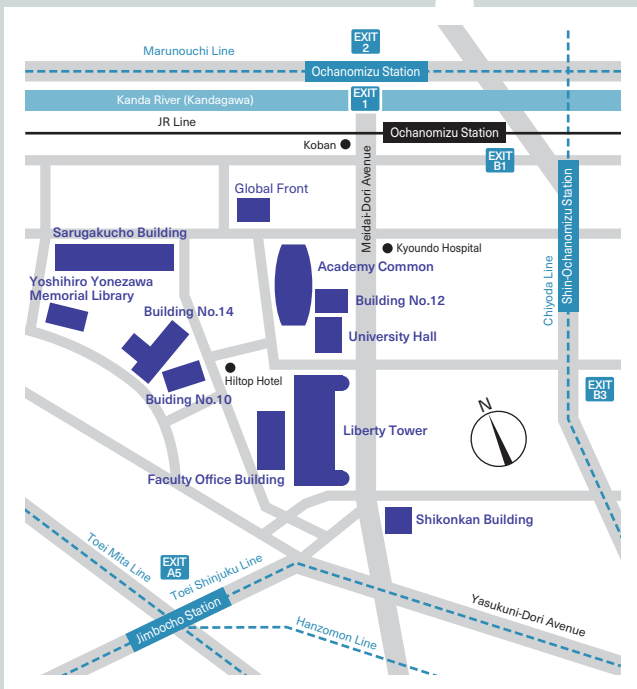 EXIT
2
Marunouchi Line
Ochanomizu Station
EXIT
1
Kanda River (Kandagawa)
JR Line
Ochanomizu Station
Koban
EXIT
B1
Meidai-Dori Avenue
Shin-Ochanomizu Station
Chiyoda Line
Global Front
Sarugakucho Building
Kyoundo Hospital
Academy Common
Yoshihiro Yonezawa
Memorial Library
Building No.12
Building No.14
University Hall
Hiltop Hotel
EXIT
B3
Buiding No.10
N
Liberty Tower
Faculty Office Building
Shikonkan Building
Toei Mita Line
EXIT
A5
Toei Shinjuku Line
Jimbocho Station
Hanzomon Line
Yasukuni-Dori Avenue